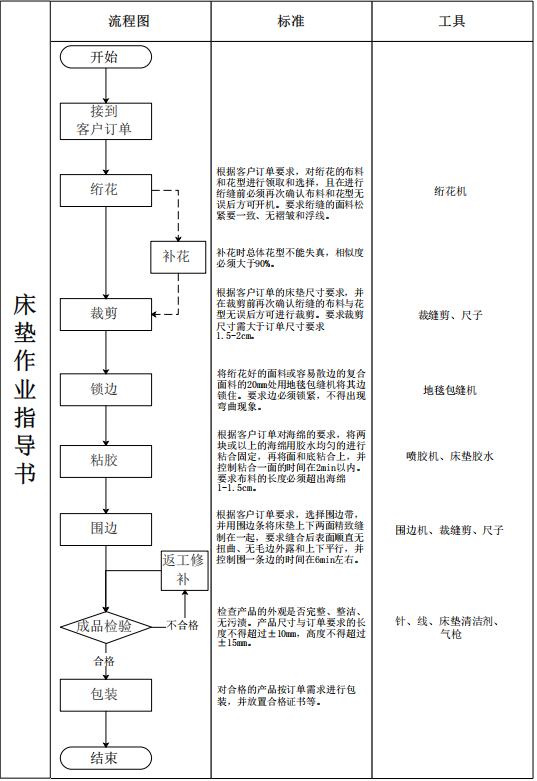 床垫作业指导书
流程图
标准
工具
开始
接到
客户订单
绗花
根据客户订单要求，对绗花的布料
和花型进行领取和选择，且在进行
绗缝前必须再次确认布料和花型无
误后方可开机。要求绗缝的面料松
紧要一致、无褶皱和浮线。
绗花机
补花
补花时总体花型不能失真，相似度
必须大于90%。
裁剪
根据客户订单的床垫尺寸要求，并
在裁剪前再次确认绗缝的布料与花
型无误后方可进行裁剪。要求裁剪
尺寸需大于订单尺寸要求
1.5-2cm。
裁缝剪、尺子
锁边
将绗花好的面料或容易散边的复合
面料的20mm处用地毯包缝机将其边
锁住。要求边必须锁紧，不得出现
弯曲现象。
地毯包缝机
粘胶
根据客户订单对海绵的要求，将两
块或以上的海绵用胶水均匀的进行
粘合固定，再将面和底粘合上，并
控制粘合一面的时间在2min以内。
要求布料的长度必须超出海绵
1-1.5cm。
喷胶机、床垫胶水
围边
根据客户订单要求，选择围边带，
并用围边条将床垫上下两面精致缝
制在一起，要求缝合后表面顺直无
扭曲、无毛边外露和上下平行，并
控制围一条边的时间在6min左右。
围边机、裁缝剪、尺子
返工修
补
成品检验
不合格
合格
检查产品的外观是否完整、整洁、
无污渍。产品尺寸与订单要求的长
度不得超过±10mm，高度不得超过
±15mm。
针、线、床垫清洁剂、
气枪
包装
对合格的产品按订单需求进行包
装，并放置合格证书等。
结束